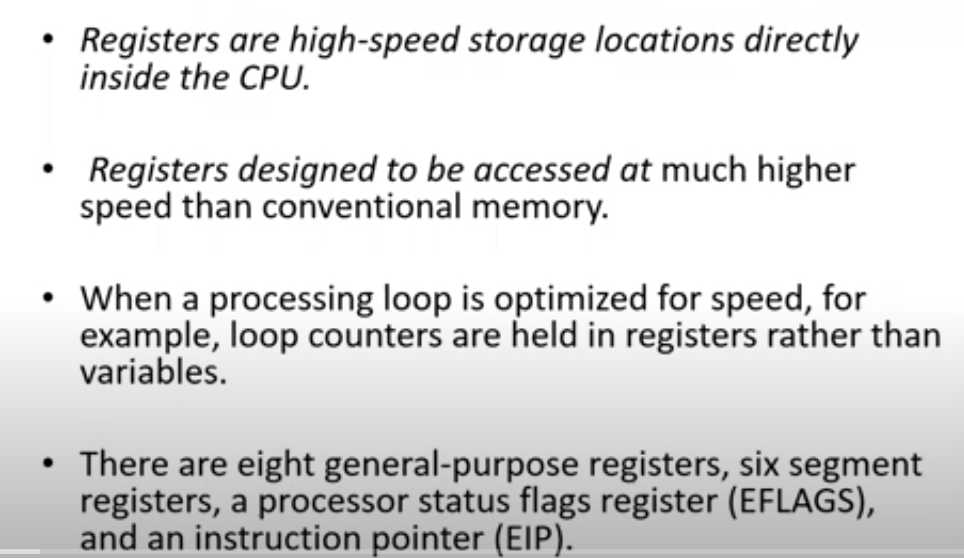 • Registers are high-speed storage locations directly
inside the CPU.
• Registers designed to be accessed at much higher
speed than conventional memory.
• When a processing loop is optimized for speed, for
example, loop counters are held in registers rather than
variables.
• There are eight general-purpose registers, six segment
registers, a processor status flags register (EFLAGS),
and an instruction pointer (EIP).